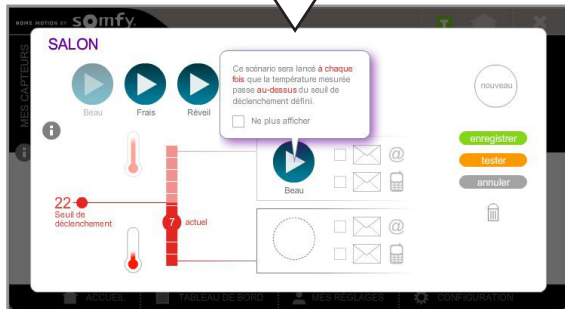 HOME MOTION BY somfy.
T
SALON
MES CAPTEURS
Beau
Frais
Réveil
Ce scénario sera lancé à chaque
fois que la température mesurée
passe au-dessus du seuil de
déclenchement défini.
Ne plus afficher
nouveau
i
i
22
Seuil de
déclenchement
7 actuel
Beau
@
@
enregistrer
tester
annuler
ACCUEIL
TABLEAU DE BORD
MES RÉGLAGES
CONFIGURATION